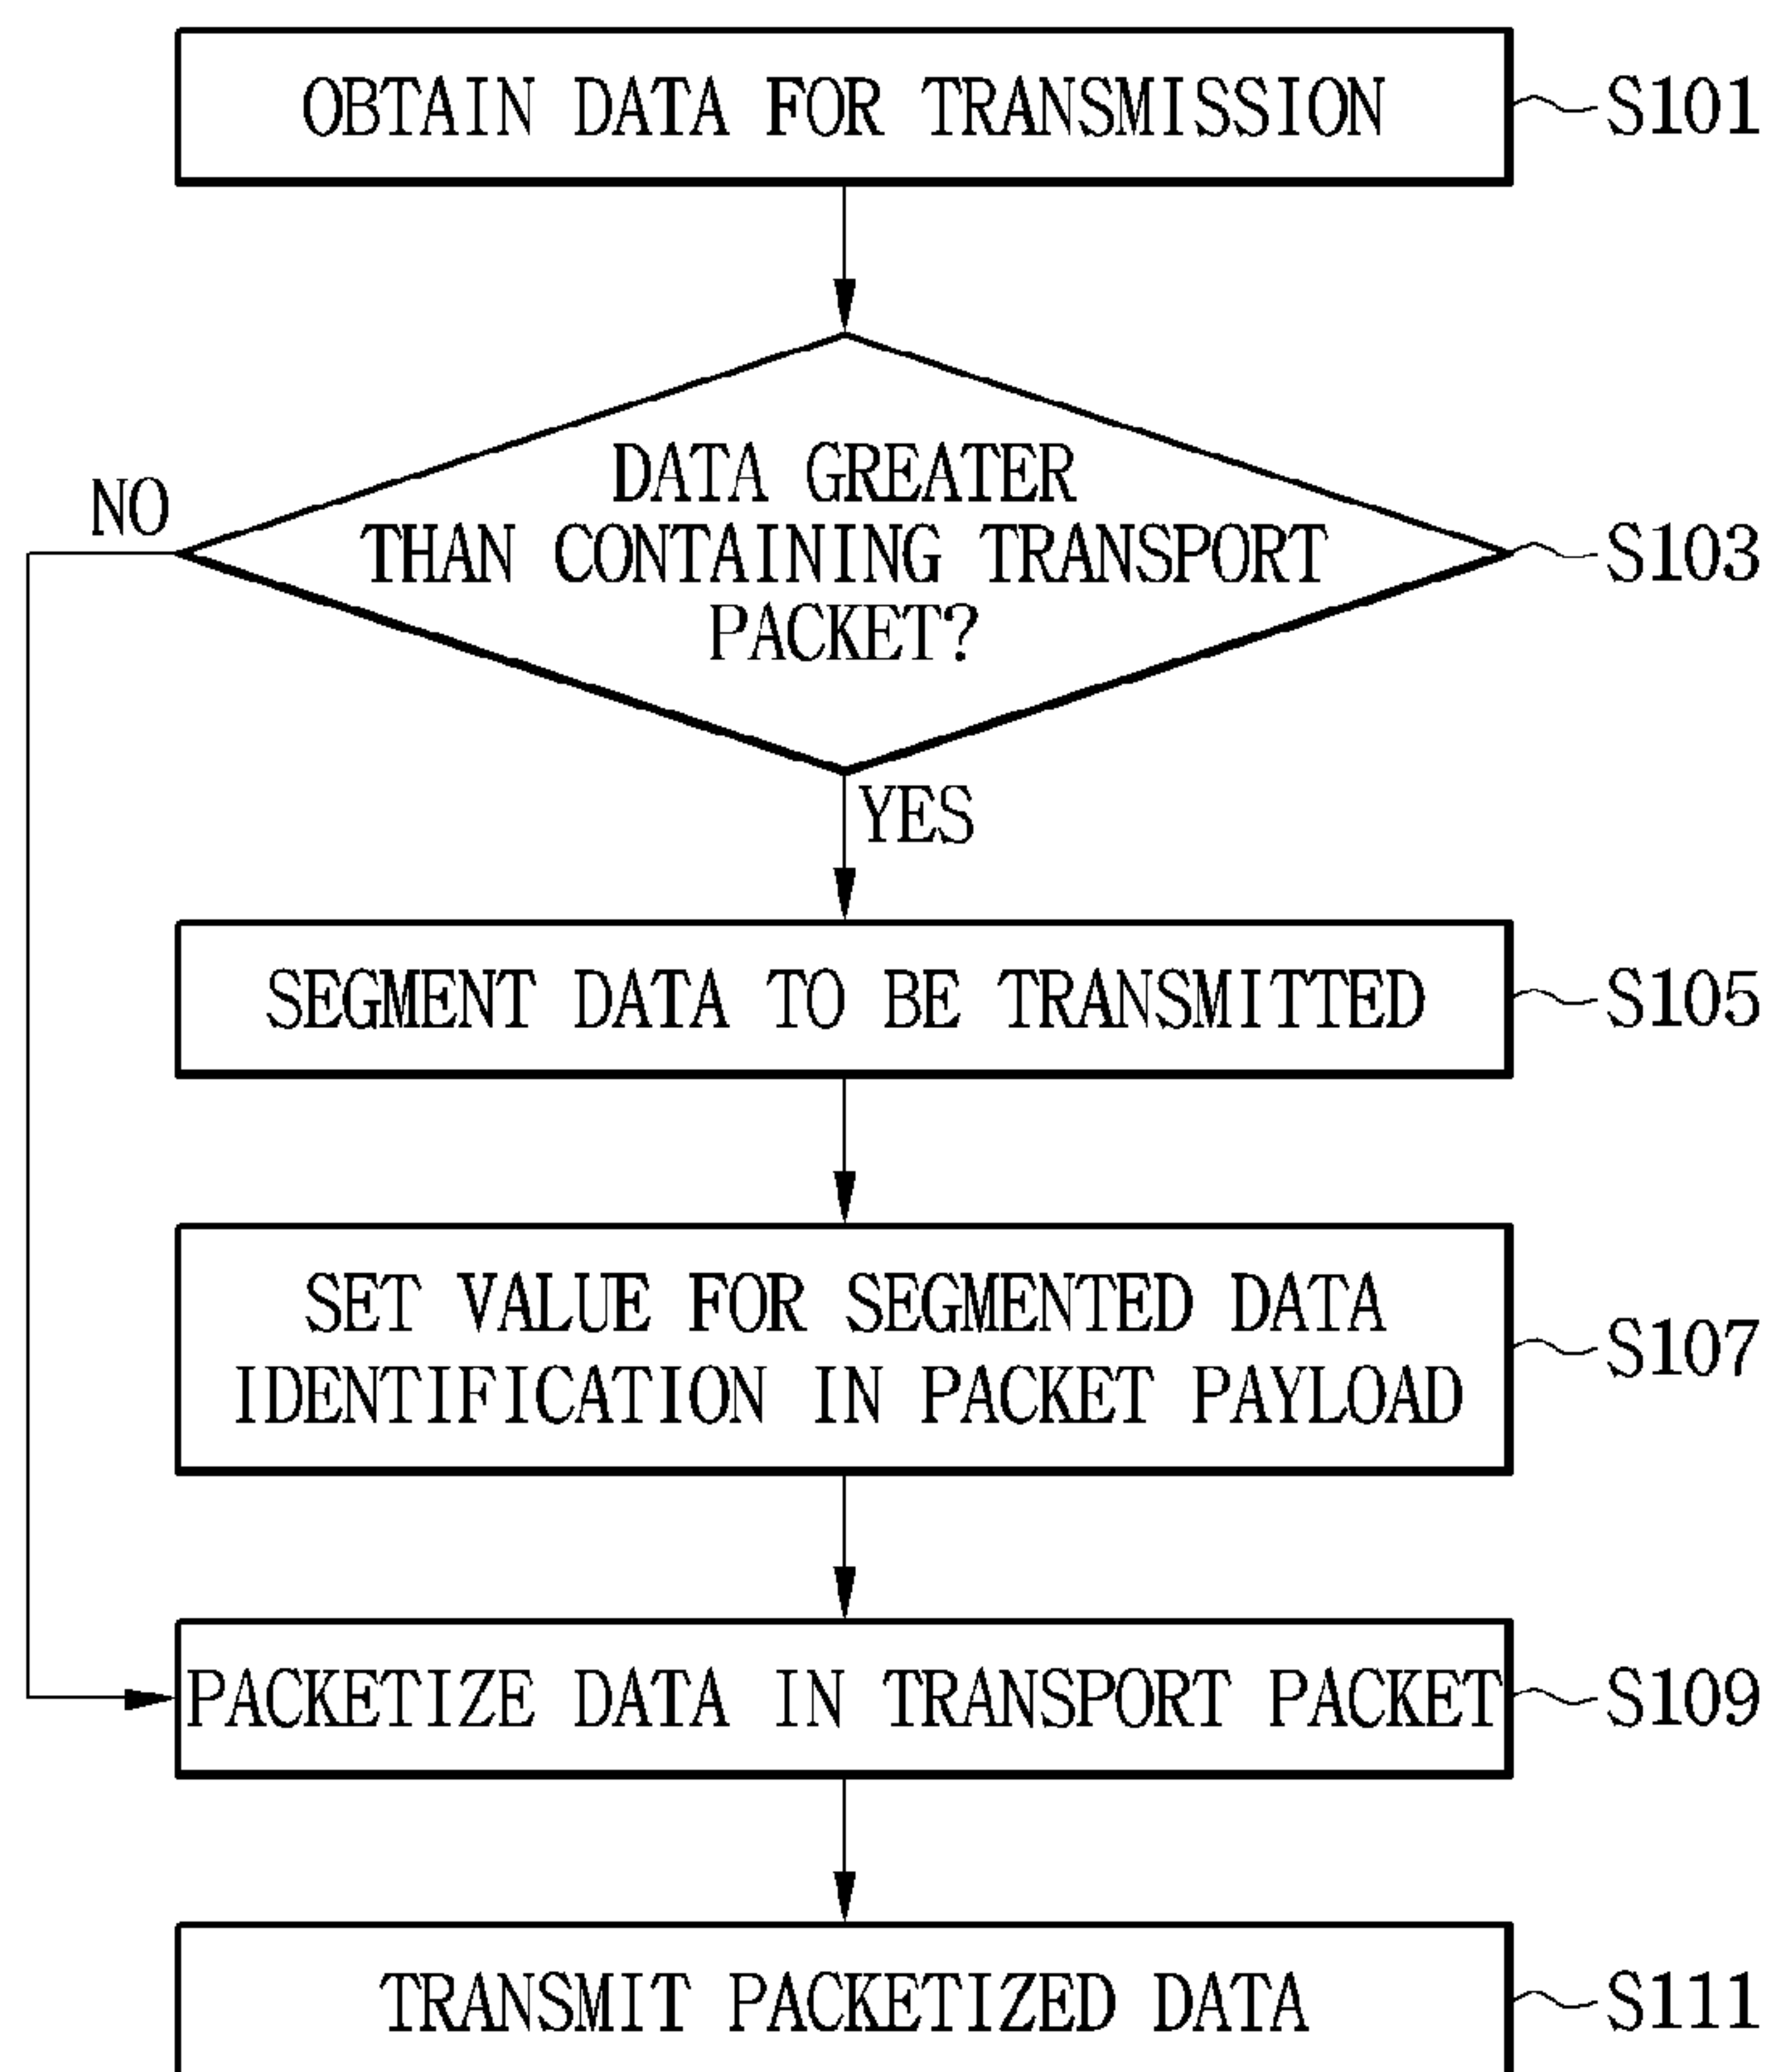 OBTAIN DATA FOR TRANSMISSION
S101
DATA GREATER
THAN CONTAINING TRANSPORT
PACKET?
S103
NO
YES
SEGMENT DATA TO BE TRANSMITTED
S105
SET VALUE FOR SEGMENTED DATA
IDENTIFICATION IN PACKET PAYLOAD
S107
PACKETIZE DATA IN TRANSPORT PACKET
S109
TRANSMIT PACKETIZED DATA
S111